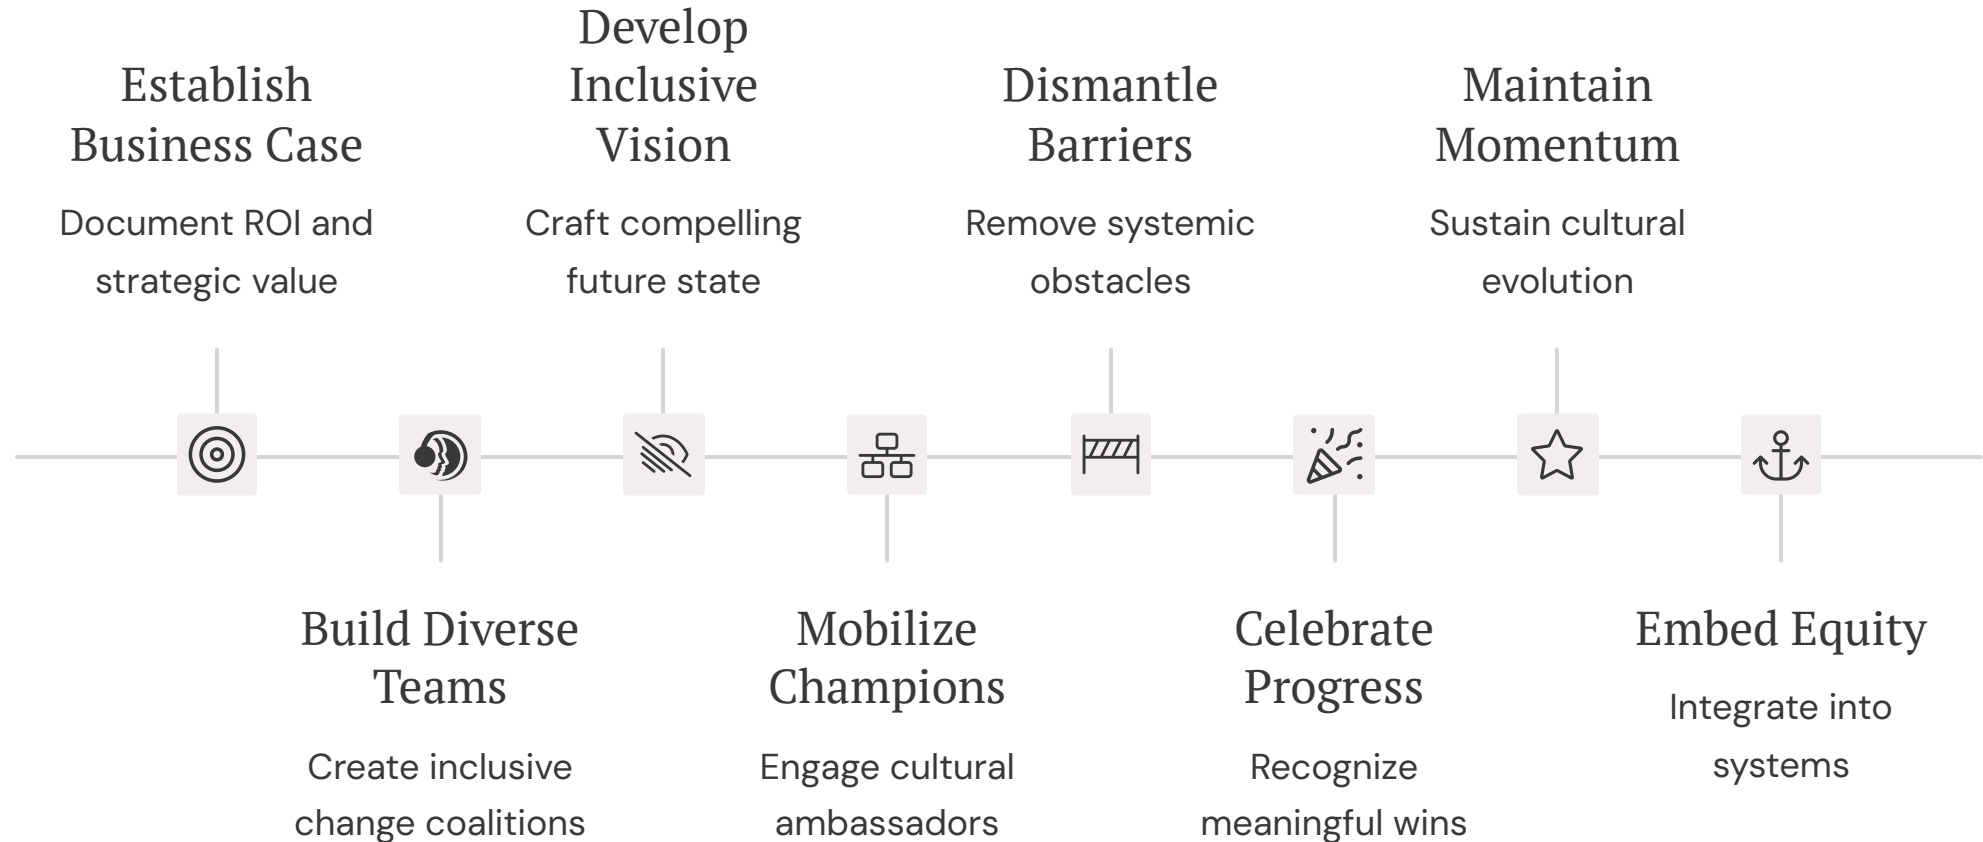 Establish
Business Case
Document ROI and
strategic value
Build Diverse
Teams
Create inclusive
change coalitions
Develop
Inclusive
Vision
Craft compelling
future state
Mobilize
Champions
Engage cultural
ambassadors
Dismantle
Barriers
Remove systemic
obstacles
Celebrate
Progress
Recognize
meaningful wins
Maintain
Momentum
Sustain cultural
evolution
Embed Equity
Integrate into
systems